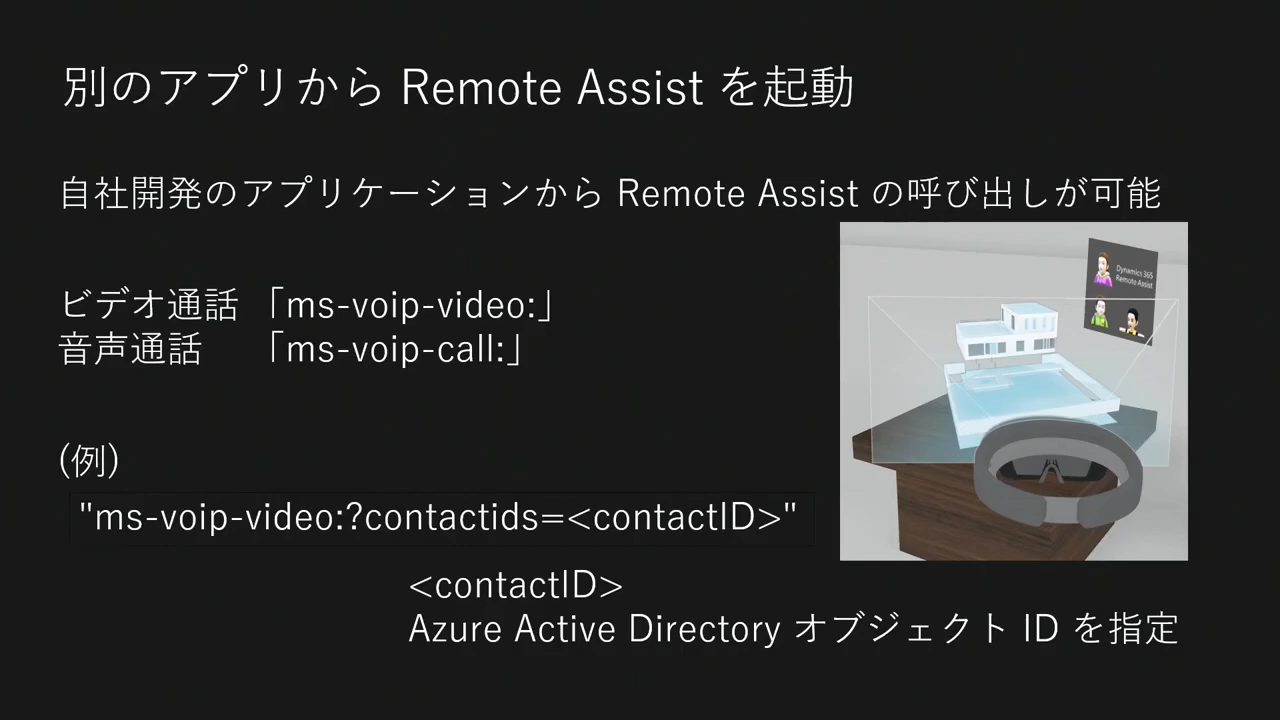 別のアプリから Remote Assist を起動
自社開発のアプリケーションから Remote Assist の呼び出しが可能
ビデオ通話 「ms-voip-video:」
音声通話 「ms-voip-call:」
Dynamics 365
Remote Assist
(例)
"ms-voip-video:?contactids=<contactID>"
<contactID>
Azure Active Directory オブジェクト ID を指定